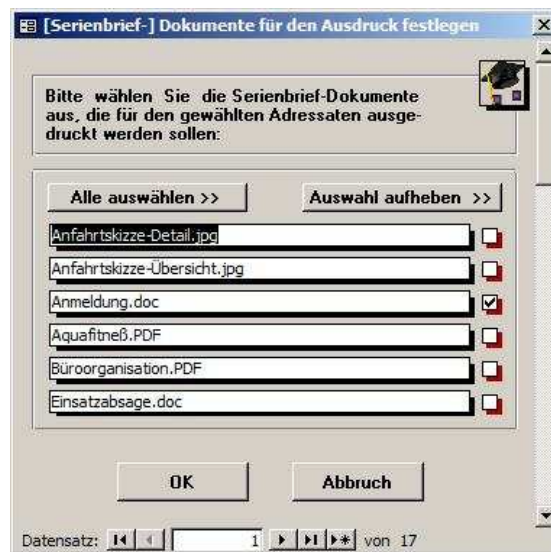 [Serienbrief-] Dokumente für den Ausdruck festlegen
Bitte wählen Sie die Serienbrief-Dokumente
aus, die für den gewählten Adressaten ausge-
druckt werden sollen:
Alle auswählen >> Auswahl aufheben >>
Anfahrtskizze-Detail.jpg
Anfahrtskizze-Übersicht.jpg
Anmeldung.doc
Aquafitneß.PDF
Büroorganisation.PDF
Einsatzabsage.doc
OK Abbruch
Datensatz: 1 von 17